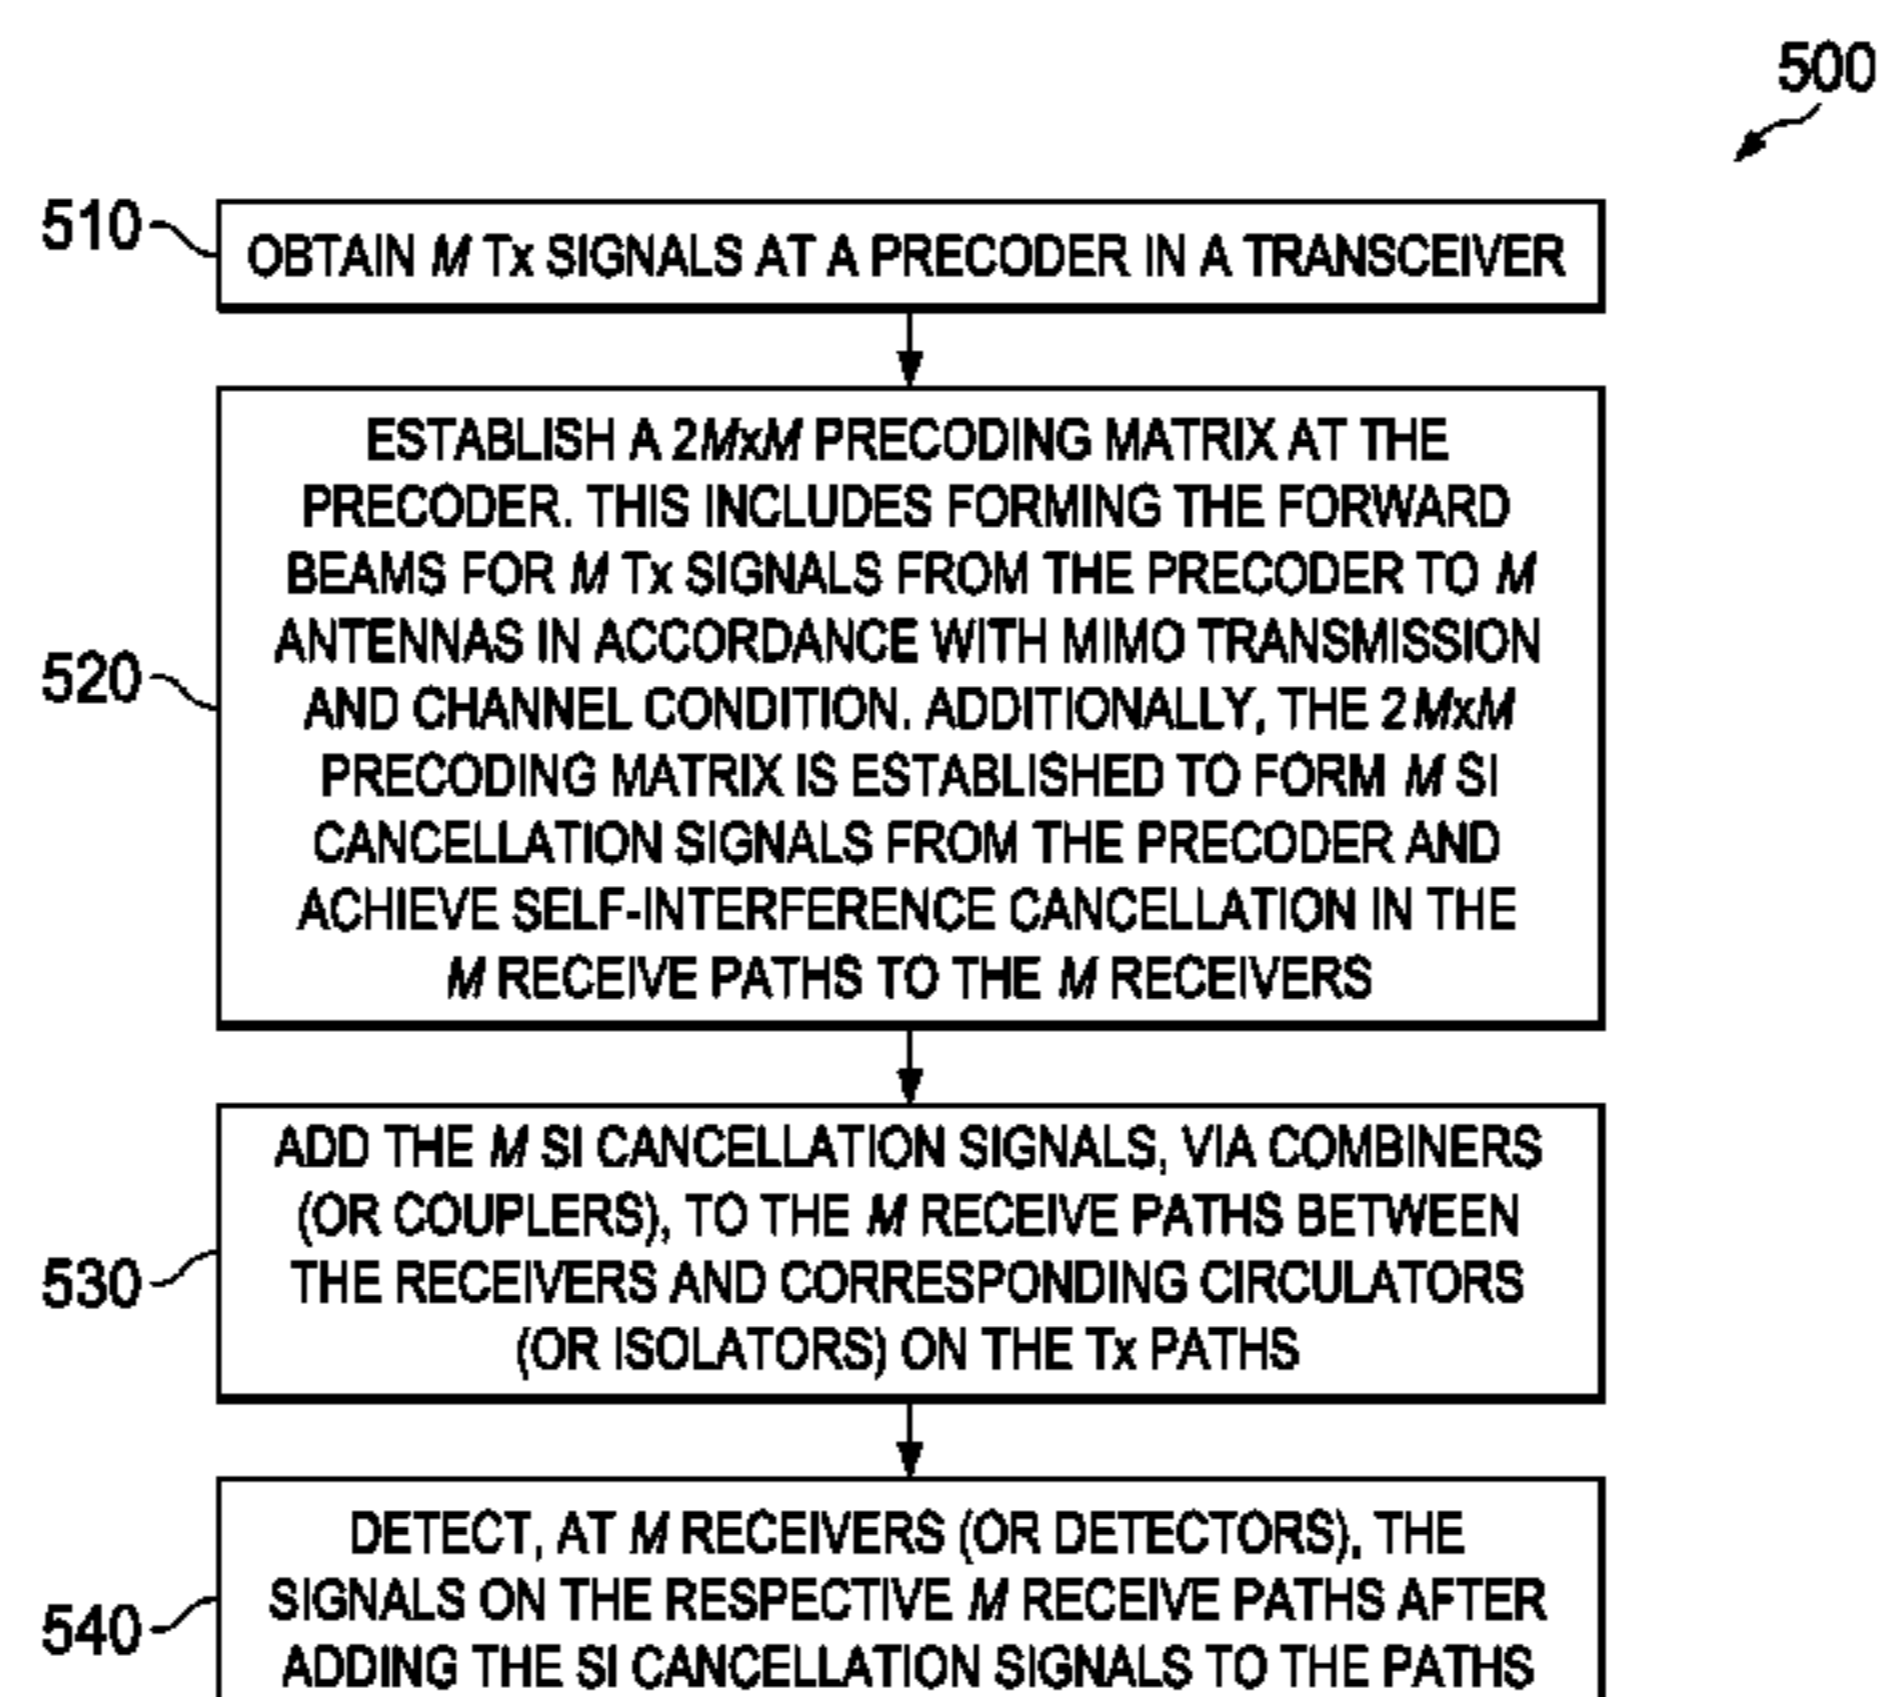 500
510
OBTAIN M Tx SIGNALS AT A PRECODER IN A TRANSCEIVER
520
ESTABLISH A 2MxM PRECODING MATRIX AT THE
PRECODER. THIS INCLUDES FORMING THE FORWARD
BEAMS FOR M Tx SIGNALS FROM THE PRECODER TO M
ANTENNAS IN ACCORDANCE WITH MIMO TRANSMISSION
AND CHANNEL CONDITION. ADDITIONALLY, THE 2MxM
PRECODING MATRIX IS ESTABLISHED TO FORM M SI
CANCELLATION SIGNALS FROM THE PRECODER AND
ACHIEVE SELF-INTERFERENCE CANCELLATION IN THE
M RECEIVE PATHS TO THE M RECEIVERS
530
ADD THE M SI CANCELLATION SIGNALS, VIA COMBINERS
(OR COUPLERS), TO THE M RECEIVE PATHS BETWEEN
THE RECEIVERS AND CORRESPONDING CIRCULATORS
(OR ISOLATORS) ON THE Tx PATHS
540
DETECT, AT M RECEIVERS (OR DETECTORS), THE
SIGNALS ON THE RESPECTIVE M RECEIVE PATHS AFTER
ADDING THE SI CANCELLATION SIGNALS TO THE PATHS